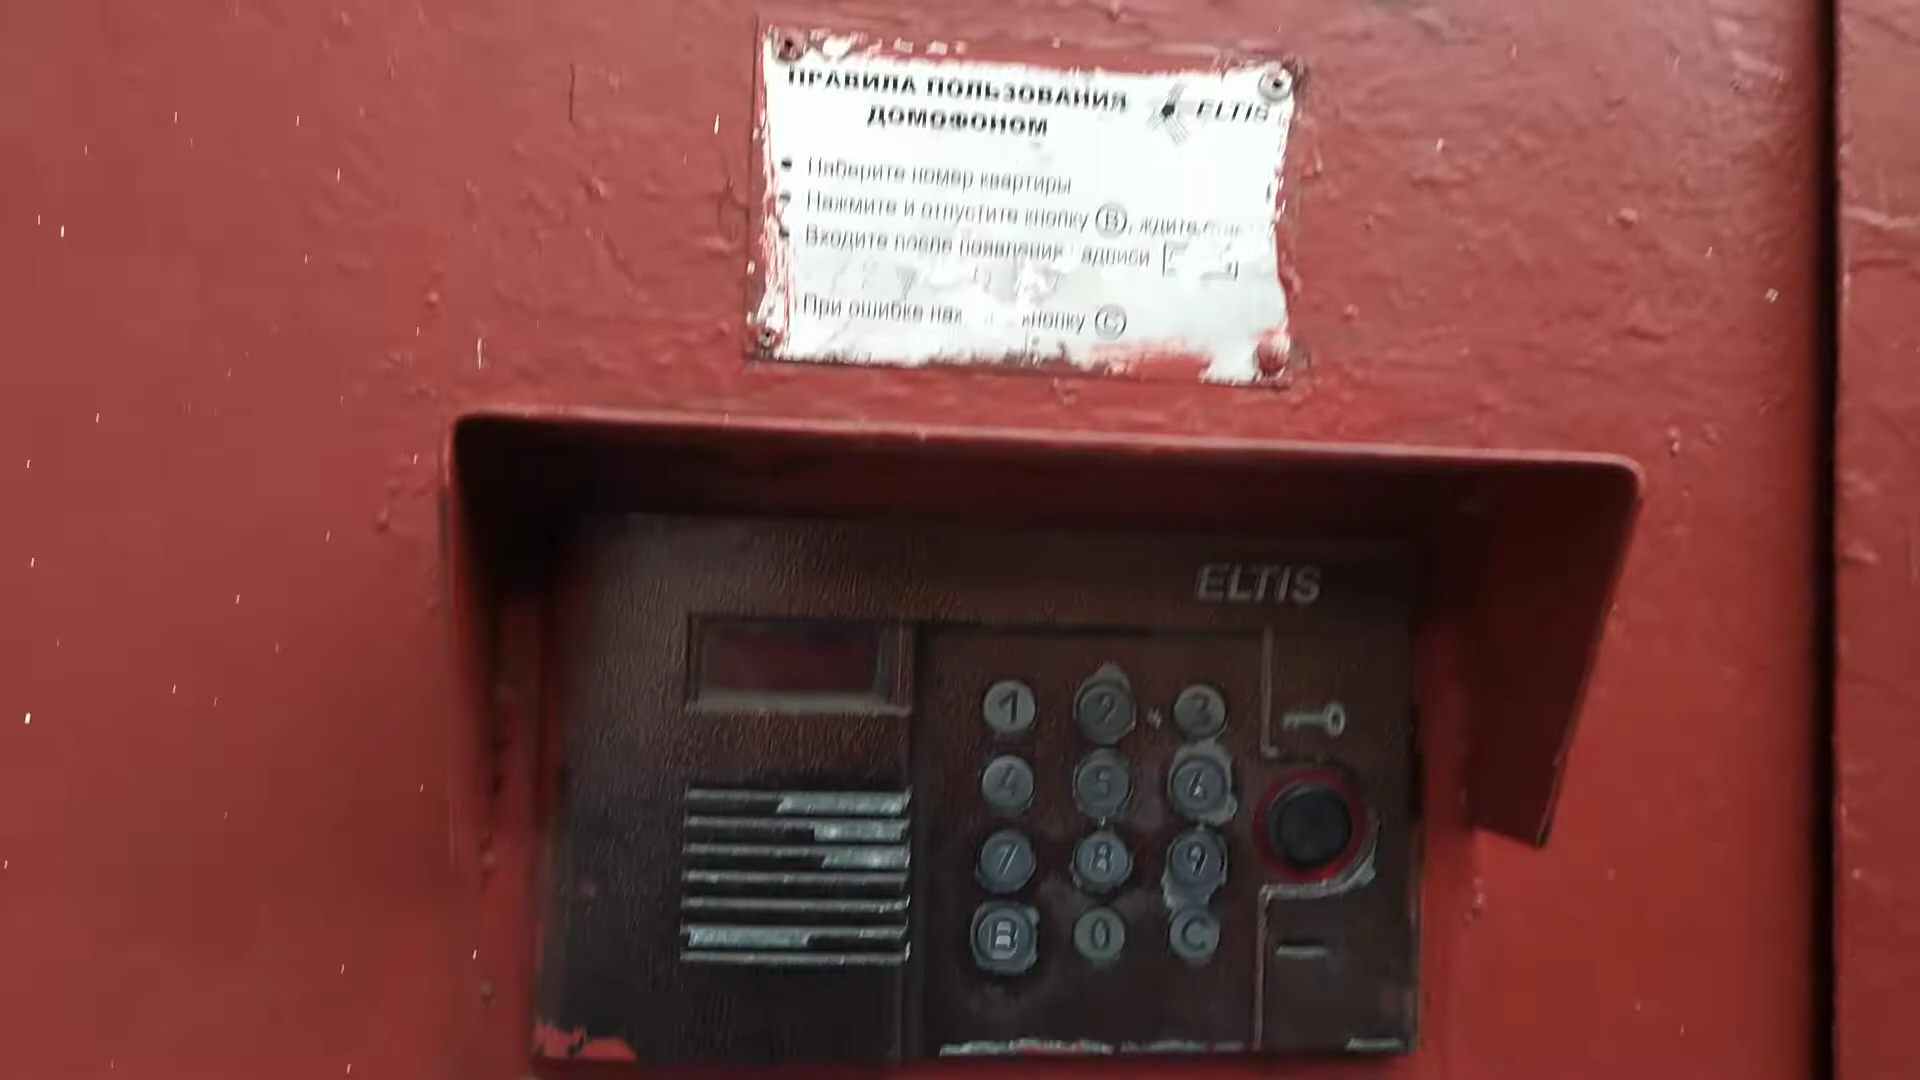 ПРАВИЛА ПОЛЬЗОВАНИЯ
ДОМОФОНОМ
ELTIS
• Наберите номер квартиры
• Нажмите и отпустите кнопку B, ждите
• Входите после появления
При ошибке кнопку C
ELTIS
1 2 3
4 5 6
7 8 9
B 0 C